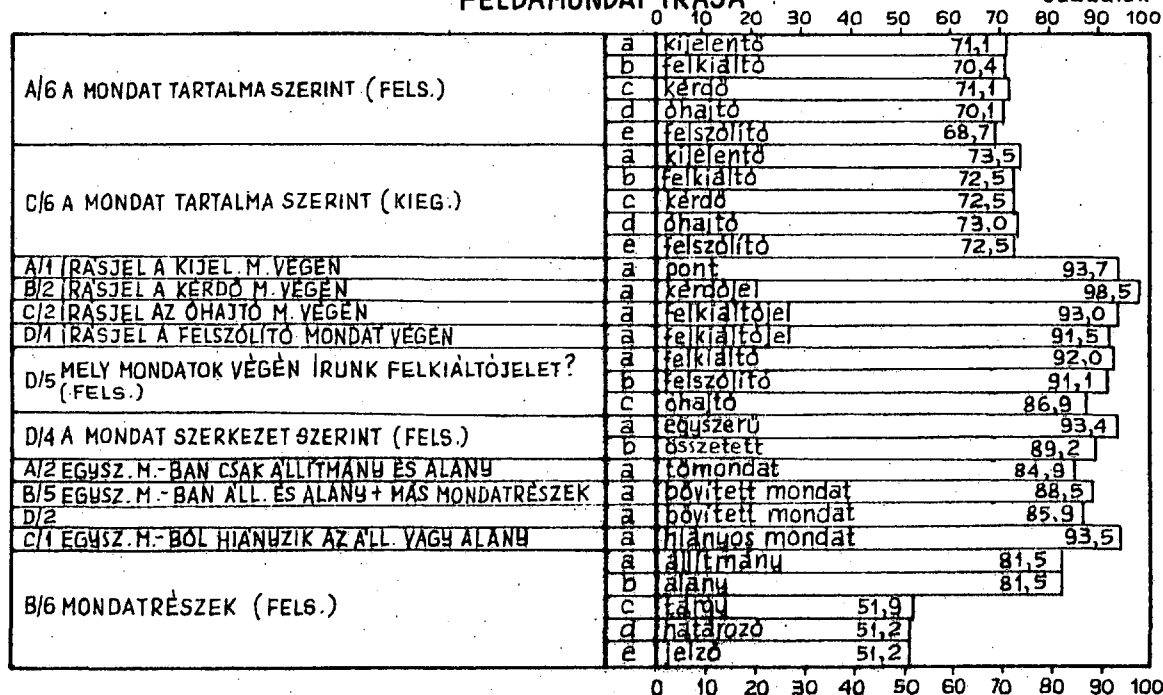 PÉLDAMONDAT ÍRÁSA
0 10 20 30 40 50 60 70 80 90 100
A/6 A MONDAT TARTALMA SZERINT (FELS.)
a kijelentő 71,1
b felkiáltó 70,4
c kérdő 71,1
d óhajtó 70,1
e felszólító 68,7
C/6 A MONDAT TARTALMA SZERINT (KIEG.)
a kijelentő 73,5
b felkiáltó 72,5
c kérdő 72,5
d óhajtó 73,0
e felszólító 72,5
A/1 ÍRÁSJEL A KIJEL. M. VÉGÉN a pont 93,7
B/2 ÍRÁSJEL A KÉRDŐ M. VÉGÉN a kérdőjel 98,5
C/2 ÍRÁSJEL AZ ÓHAJTÓ M. VÉGÉN a felkiáltójel 93,0
D/1 ÍRÁSJEL A FELSZÓLÍTÓ MONDAT VÉGÉN a felkiáltójel 91,5
D/5 MELY MONDATOK VÉGÉN ÍRUNK FELKIÁLTÓJELET?
(FELS.)
a felkiáltó 92,0
b felszólító 91,1
c óhajtó 86,9
D/4 A MONDAT SZERKEZET SZERINT (FELS.)
a egyszerű 93,4
b összetett 89,2
A/2 EGYSZ. M.-BAN CSAK ÁLLÍTMÁNY ÉS ALANY a tőmondat 84,9
B/5 EGYSZ. M.-BAN ÁLL. ÉS ALANY + MÁS MONDATRÉSZEK a bővített mondat 88,5
D/2 a bővített mondat 85,9
C/1 EGYSZ. M.-BÓL HIÁNYZIK AZ ÁLL. VAGY ALANY a hiányos mondat 93,5
B/6 MONDATRÉSZEK (FELS.)
a állítmány 81,5
b alany 81,5
c tárgy 51,9
d határozó 51,2
e jelző 51,2
0 10 20 30 40 50 60 70 80 90 100